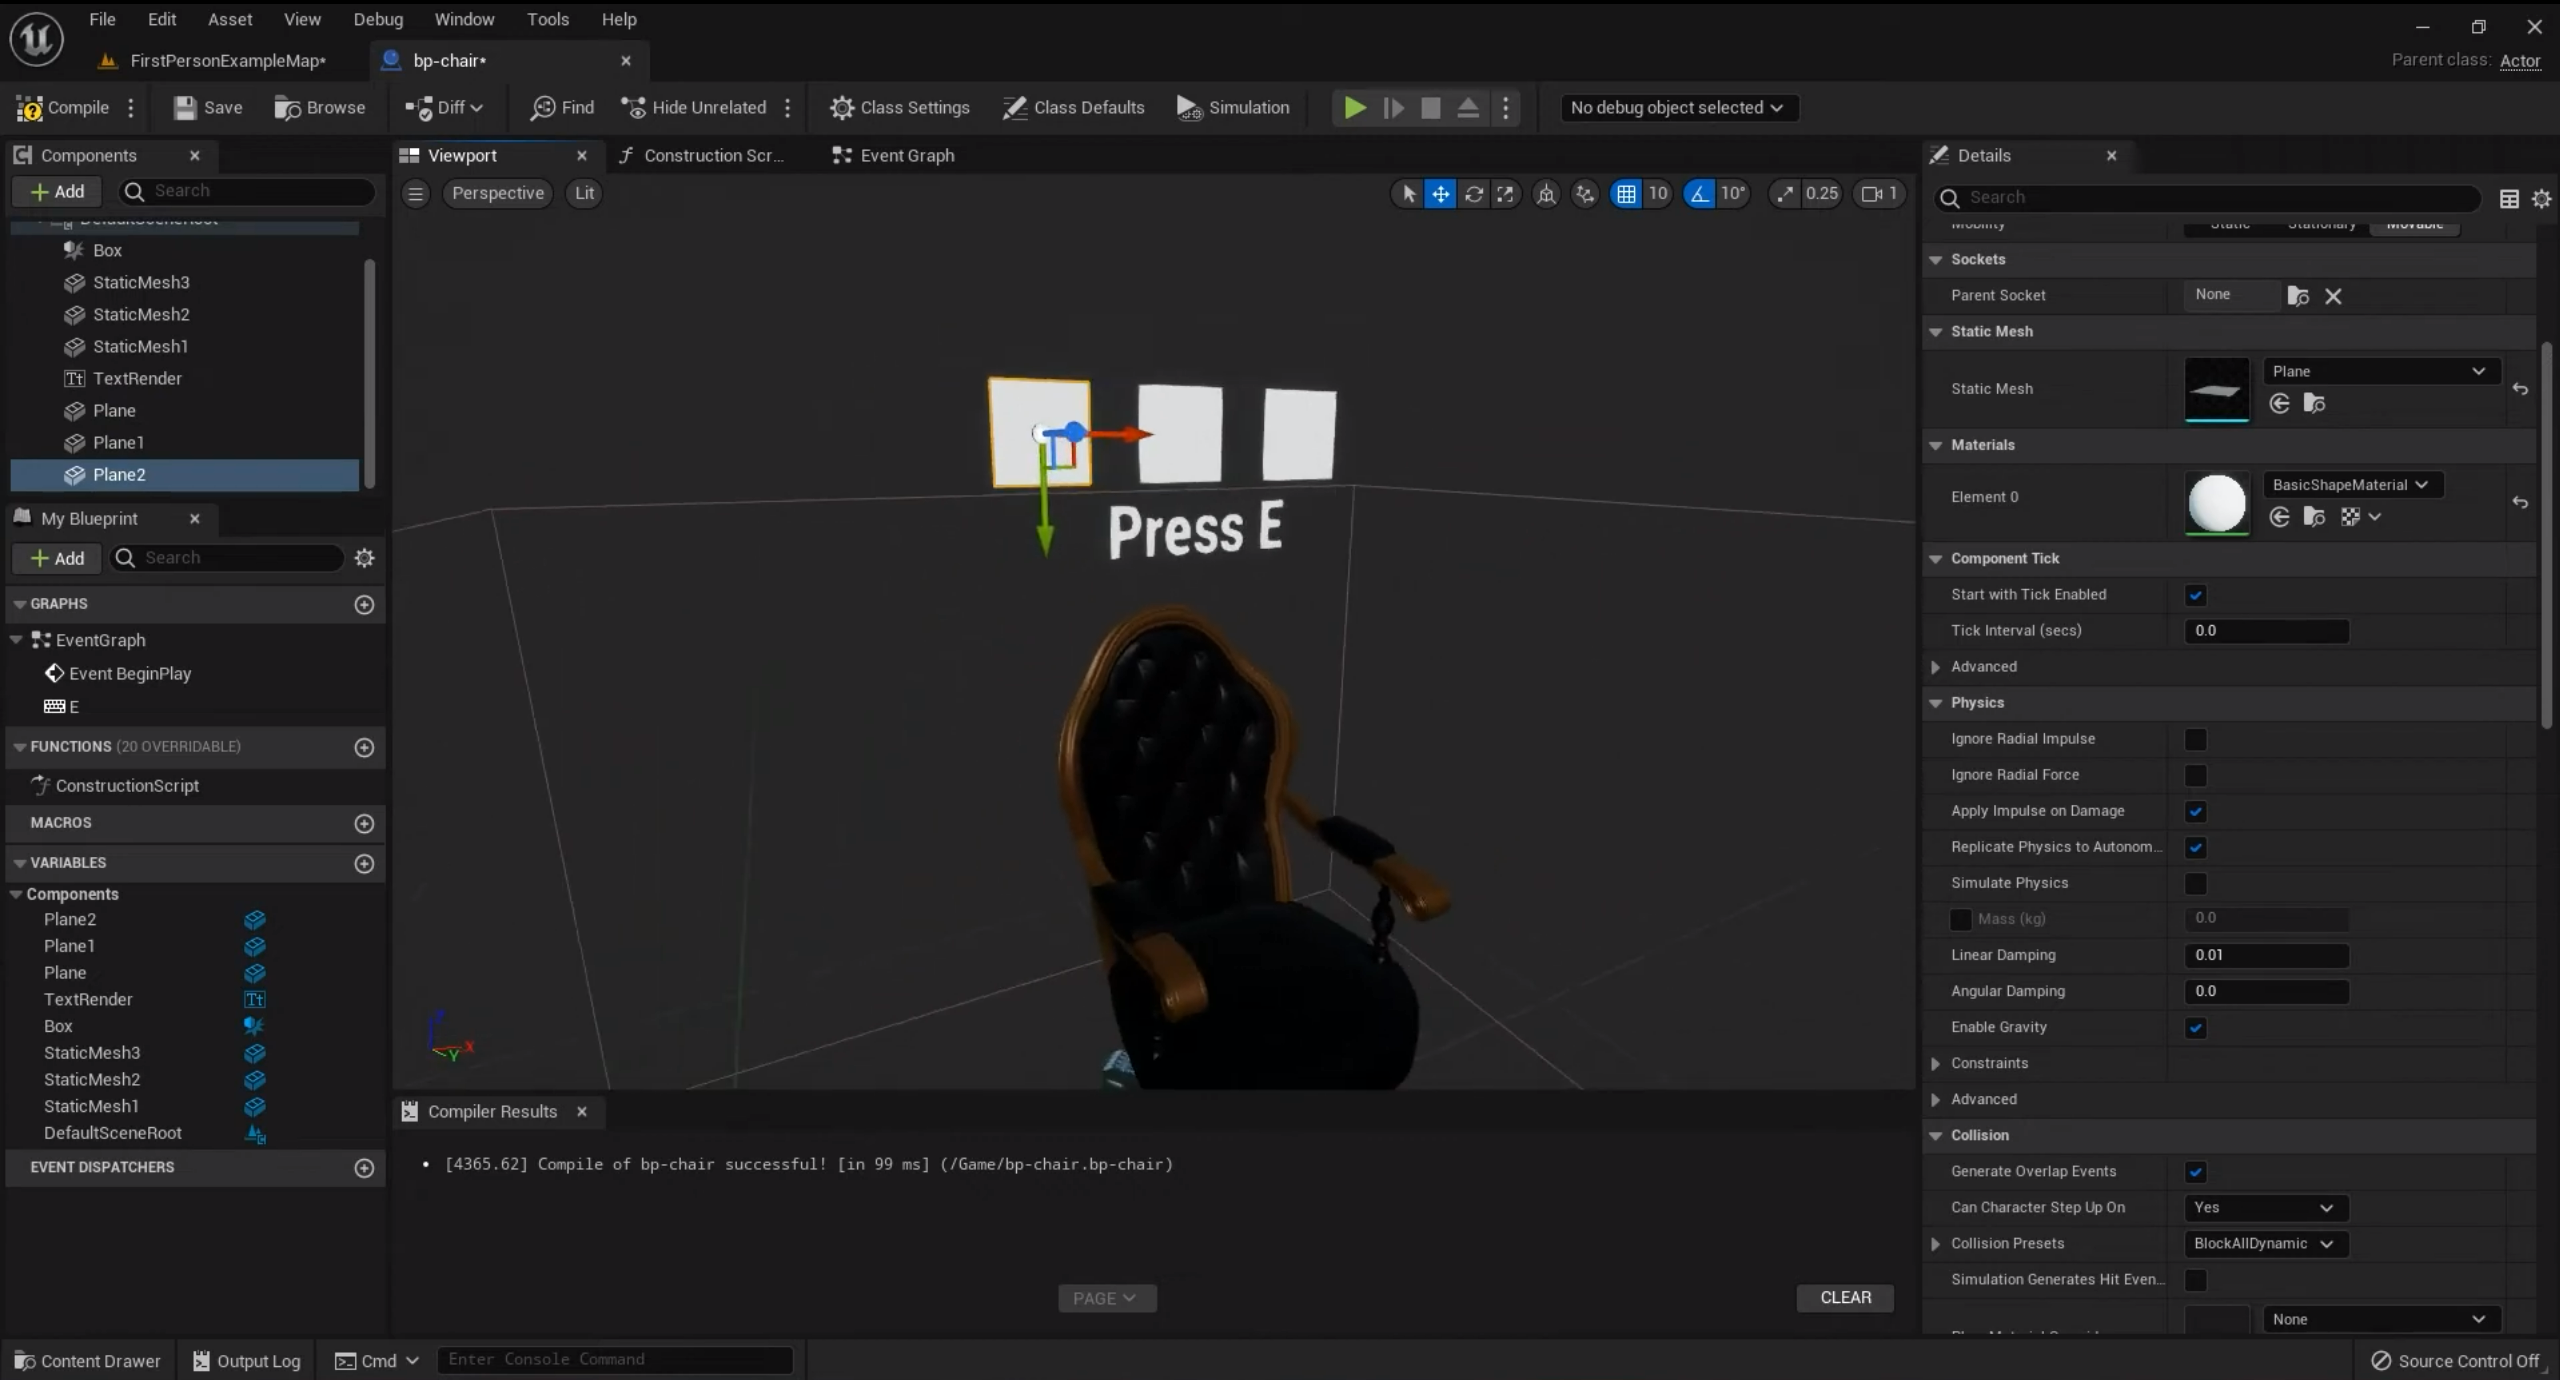 File Edit Asset View Debug Window Tools Help
FirstPersonExampleMap*
bp-chair*
Parent class: Actor
Compile
Save
Browse
Diff
Find
Hide Unrelated
Class Settings
Class Defaults
Simulation
No debug object selected
Components
Add
Search
DefaultSceneRoot
Box
StaticMesh3
StaticMesh2
StaticMesh1
TextRender
Plane
Plane1
Plane2
My Blueprint
Add
Search
GRAPHS
EventGraph
Event BeginPlay
E
FUNCTIONS (20 OVERRIDABLE)
ConstructionScript
MACROS
VARIABLES
Components
Plane2
Plane1
Plane
TextRender
Box
StaticMesh3
StaticMesh2
StaticMesh1
DefaultSceneRoot
EVENT DISPATCHERS
Viewport
Construction Scr...
Event Graph
Perspective
Lit
10
10°
0.25
1
Press E
Z
X
Y
Compiler Results
• [4365.62] Compile of bp-chair successful! [in 99 ms] (/Game/bp-chair.bp-chair)
PAGE
CLEAR
Details
Search
Mobility Static Stationary Movable
Sockets
Parent Socket None
Static Mesh
Static Mesh Plane
Materials
Element 0 BasicShapeMaterial
Component Tick
Start with Tick Enabled
Tick Interval (secs) 0.0
Advanced
Physics
Ignore Radial Impulse
Ignore Radial Force
Apply Impulse on Damage
Replicate Physics to Autonom...
Simulate Physics
Mass (kg) 0.0
Linear Damping 0.01
Angular Damping 0.0
Enable Gravity
Constraints
Advanced
Collision
Generate Overlap Events
Can Character Step Up On Yes
Collision Presets BlockAllDynamic
Simulation Generates Hit Even...
None
Content Drawer
Output Log
Cmd
Enter Console Command
Source Control Off